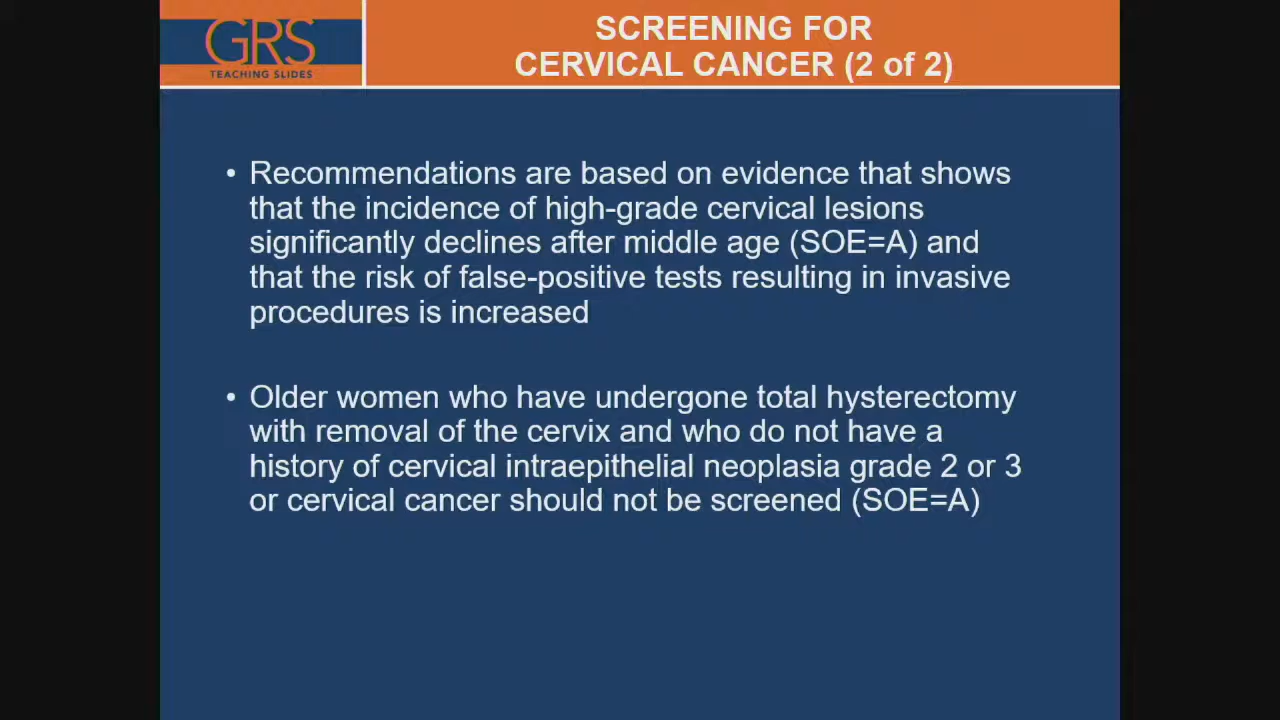 GRS
TEACHING SLIDES
SCREENING FOR
CERVICAL CANCER (2 of 2)
• Recommendations are based on evidence that shows
that the incidence of high-grade cervical lesions
significantly declines after middle age (SOE=A) and
that the risk of false-positive tests resulting in invasive
procedures is increased
• Older women who have undergone total hysterectomy
with removal of the cervix and who do not have a
history of cervical intraepithelial neoplasia grade 2 or 3
or cervical cancer should not be screened (SOE=A)